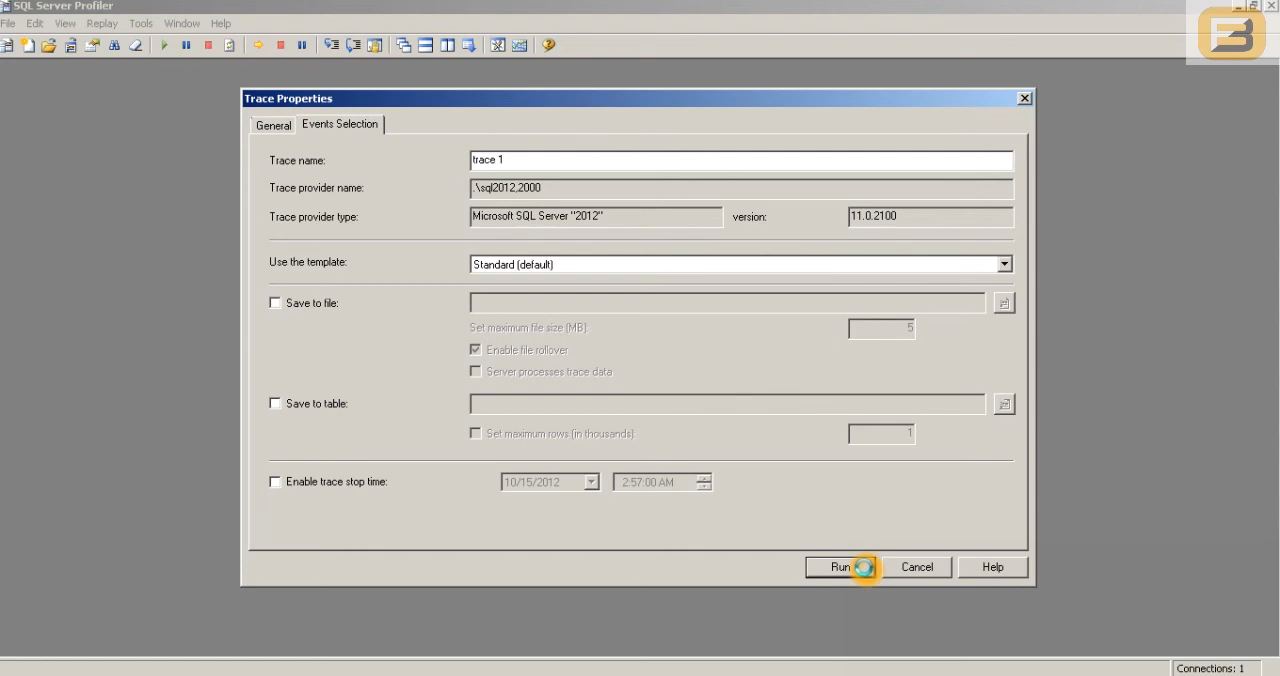 SQL Server Profiler
File Edit View Replay Tools Window Help
Trace Properties
General Events Selection
Trace name: trace 1
Trace provider name: .\sql2012,2000
Trace provider type: Microsoft SQL Server "2012" version: 11.0.2100
Use the template: Standard (default)
Save to file:
Set maximum file size (MB): 5
Enable file rollover
Server processes trace data
Save to table:
Set maximum rows (in thousands): 1
Enable trace stop time: 10/15/2012 2:57:00 AM
Run Cancel Help
Connections: 1